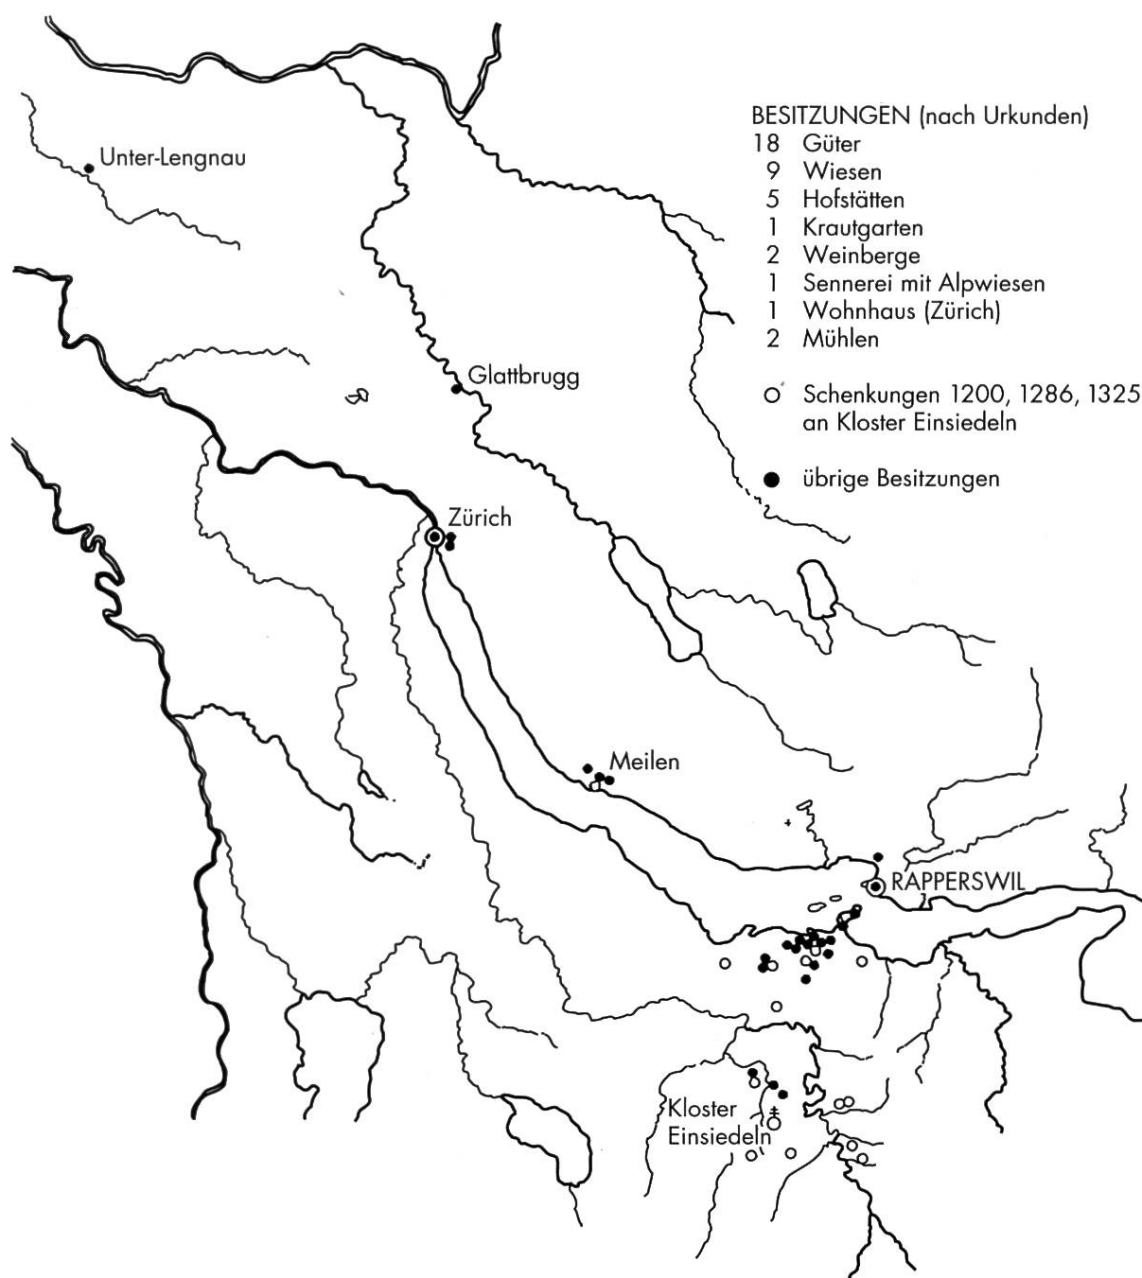 BESITZUNGEN (nach Urkunden)
18 Güter
9 Wiesen
5 Hofstätten
1 Krautgarten
2 Weinberge
1 Sennerei mit Alpwiesen
1 Wohnhaus (Zürich)
2 Mühlen
Schenkungen 1200, 1286, 1325
an Kloster Einsiedeln
übrige Besitzungen
Unter-Lengnau
Glattbrugg
Zürich
Meilen
RAPPERSWIL
Kloster
Einsiedeln